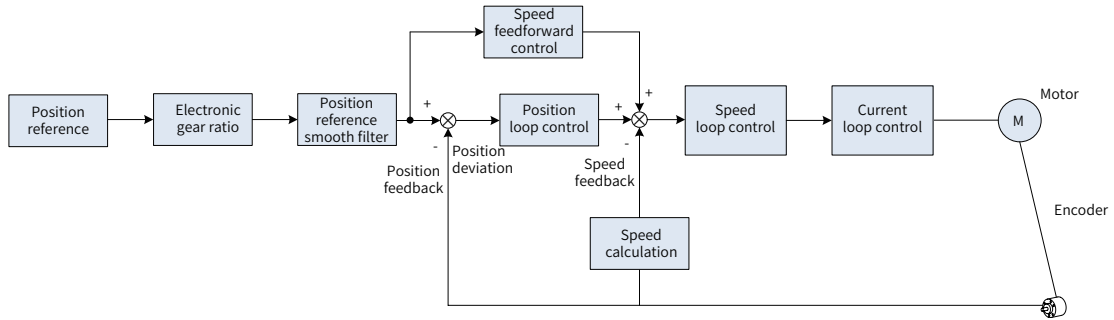 Speed
feedforward
control
Position
reference
Electronic
gear ratio
Position
reference
smooth filter
+
-
Position
feedback
Position
deviation
Position
loop control
+
+
-
Speed
feedback
Speed
loop control
Current
loop control
M
Motor
Encoder
Speed
calculation